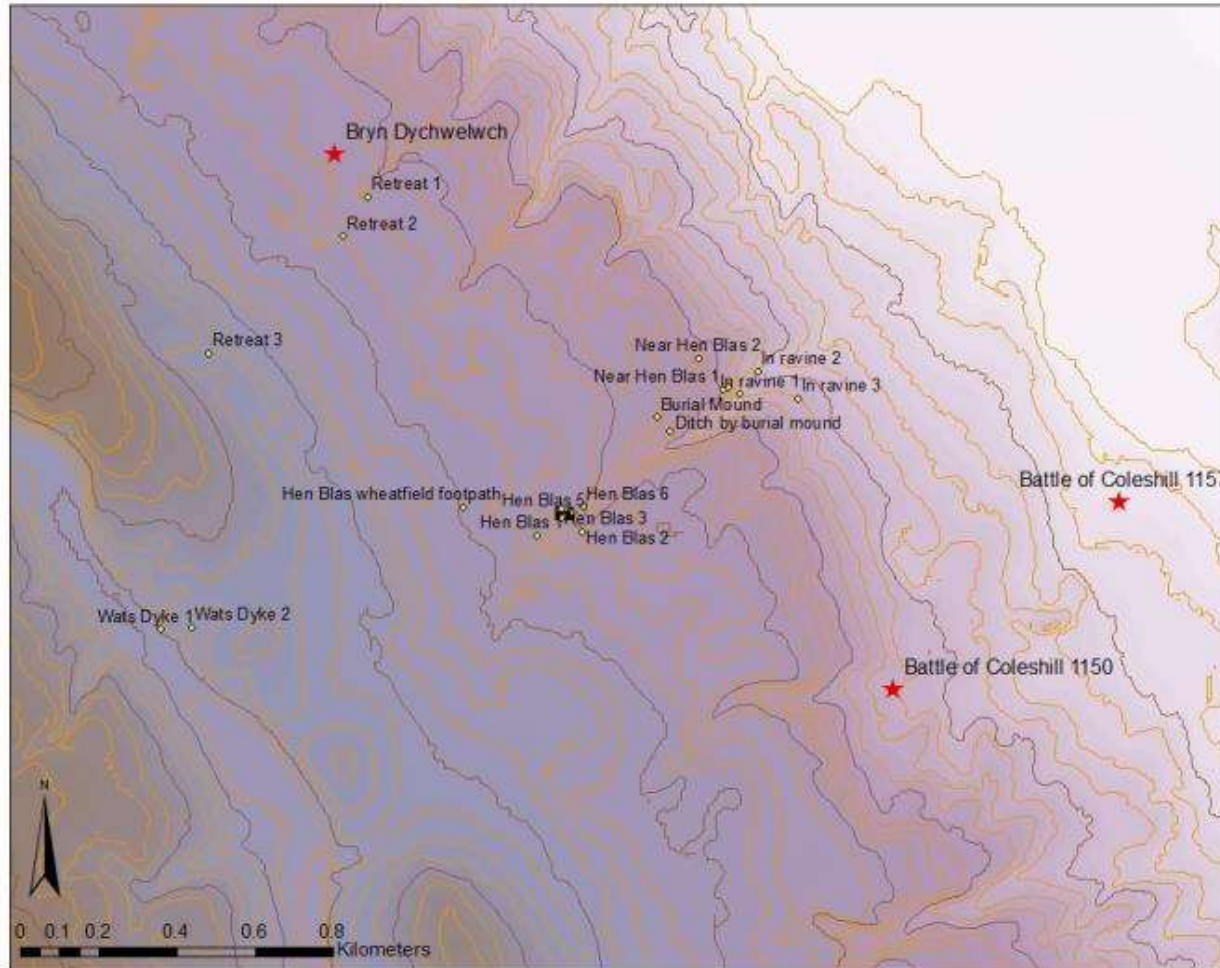 Bryn Dychwelwch
Retreat 1
Retreat 2
Retreat 3
Near Hen Blas 2
In ravine 2
Near Hen Blas 1
In ravine 1
In ravine 3
Burial Mound
Ditch by burial mound
Battle of Coleshill 115
Hen Blas wheatfield footpath
Hen Blas 5
Hen Blas 6
Hen Blas
Hen Blas 3
Hen Blas 2
Wats Dyke 1
Wats Dyke 2
Battle of Coleshill 1150
N
0 0.1 0.2 0.4 0.6 0.8
Kilometers